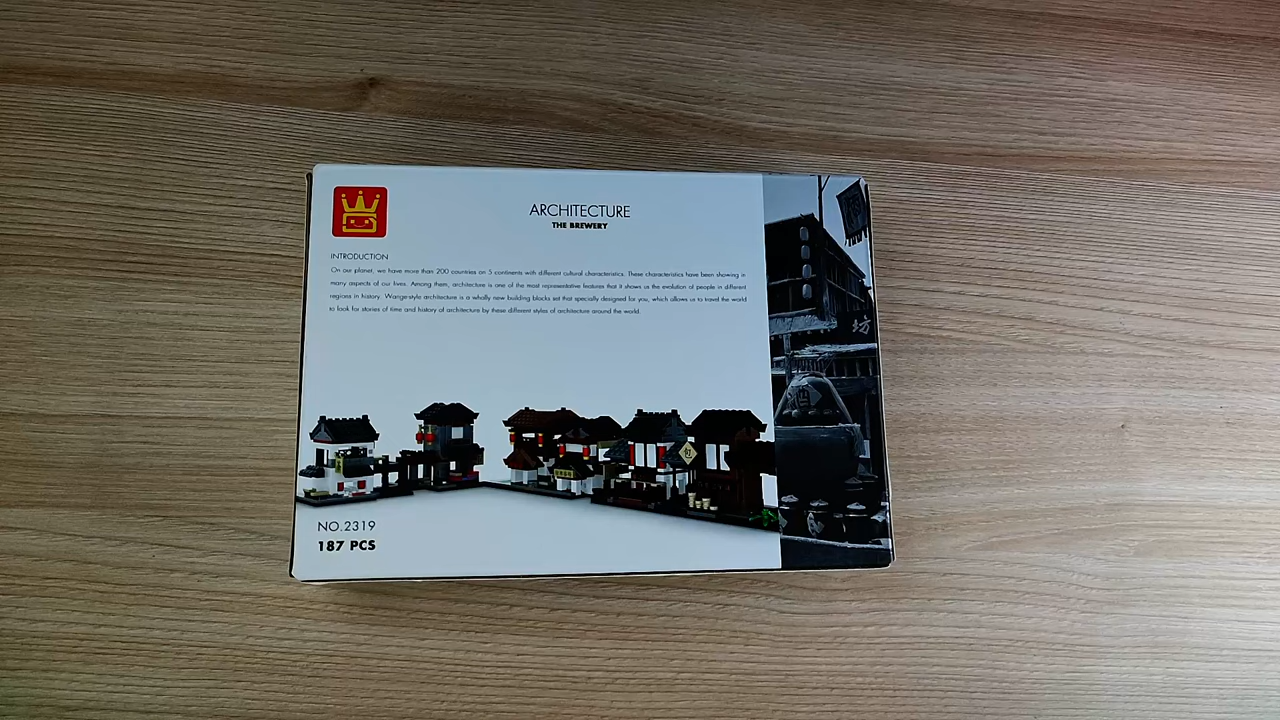 ARCHITECTURE
THE BREWERY
INTRODUCTION
On our planet, we have more than 200 countries on 5 continents with different cultural characteristics. These characteristics have been showing in
many aspects of our lives. Among them, architecture is one of the most representative features that it shows us the evolution of people in different
regions in history. Wange-style architecture is a wholly new building blocks set that specially designed for you, which allows us to travel the world
to look for stories of time and history of architecture by these different styles of architecture around the world.
坊
NO.2319
187 PCS